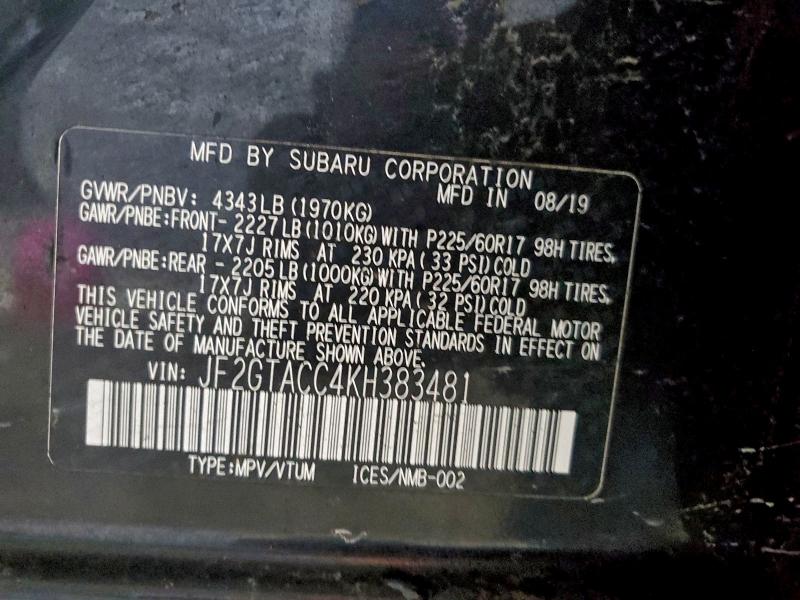 MFD BY SUBARU CORPORATION
GVWR/PNBV: 4343LB (1970KG) MFD IN 08/19
GAWR/PNBE:FRONT- 2227LB (1010KG) WITH P225/60R17 98H TIRES,
17X7J RIMS AT 230 KPA ( 33 PSI) COLD
GAWR/PNBE:REAR - 2205LB (1000KG) WITH P225/60R17 98H TIRES,
17X7J RIMS AT 220 KPA ( 32 PSI) COLD
THIS VEHICLE CONFORMS TO ALL APPLICABLE FEDERAL MOTOR
VEHICLE SAFETY AND THEFT PREVENTION STANDARDS IN EFFECT ON
THE DATE OF MANUFACTURE SHOWN ABOVE.
VIN: JF2GTACC4KH383481
TYPE:MPV/VTUM ICES/NMB-002